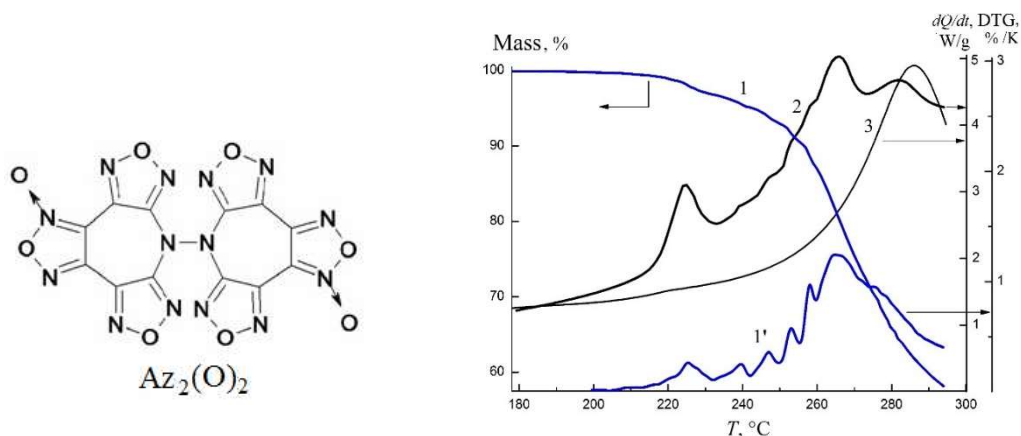 O O
O N N N N
N N
O N N O
N N
N N N N
O O O
Az2(O)2
Mass, %
dQ/dt, DTG,
W/g % /K
100
90
80
70
60
5
4
3
2
1
3
2
1
1
2
3
1'
180 200 220 240 260 280 300
T, °C